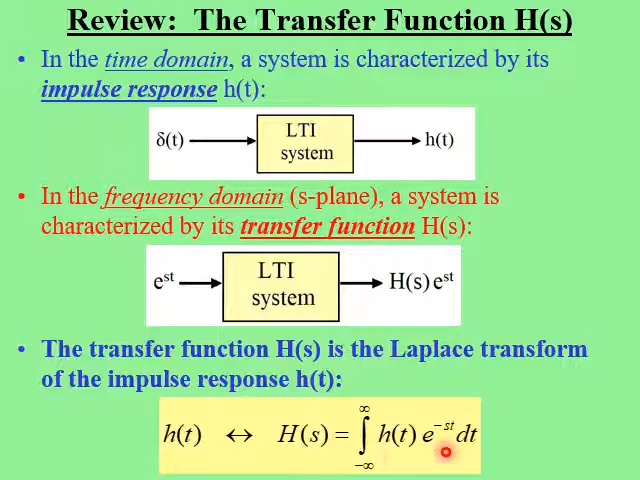 Review: The Transfer Function H(s)
• In the time domain, a system is characterized by its
impulse response h(t):
δ(t) LTI system h(t)
• In the frequency domain (s-plane), a system is
characterized by its transfer function H(s):
eˢᵗ LTI system H(s) eˢᵗ
• The transfer function H(s) is the Laplace transform
of the impulse response h(t):
h(t) ↔ H(s) = ∫_{−∞}^{∞} h(t) e^{−st} dt